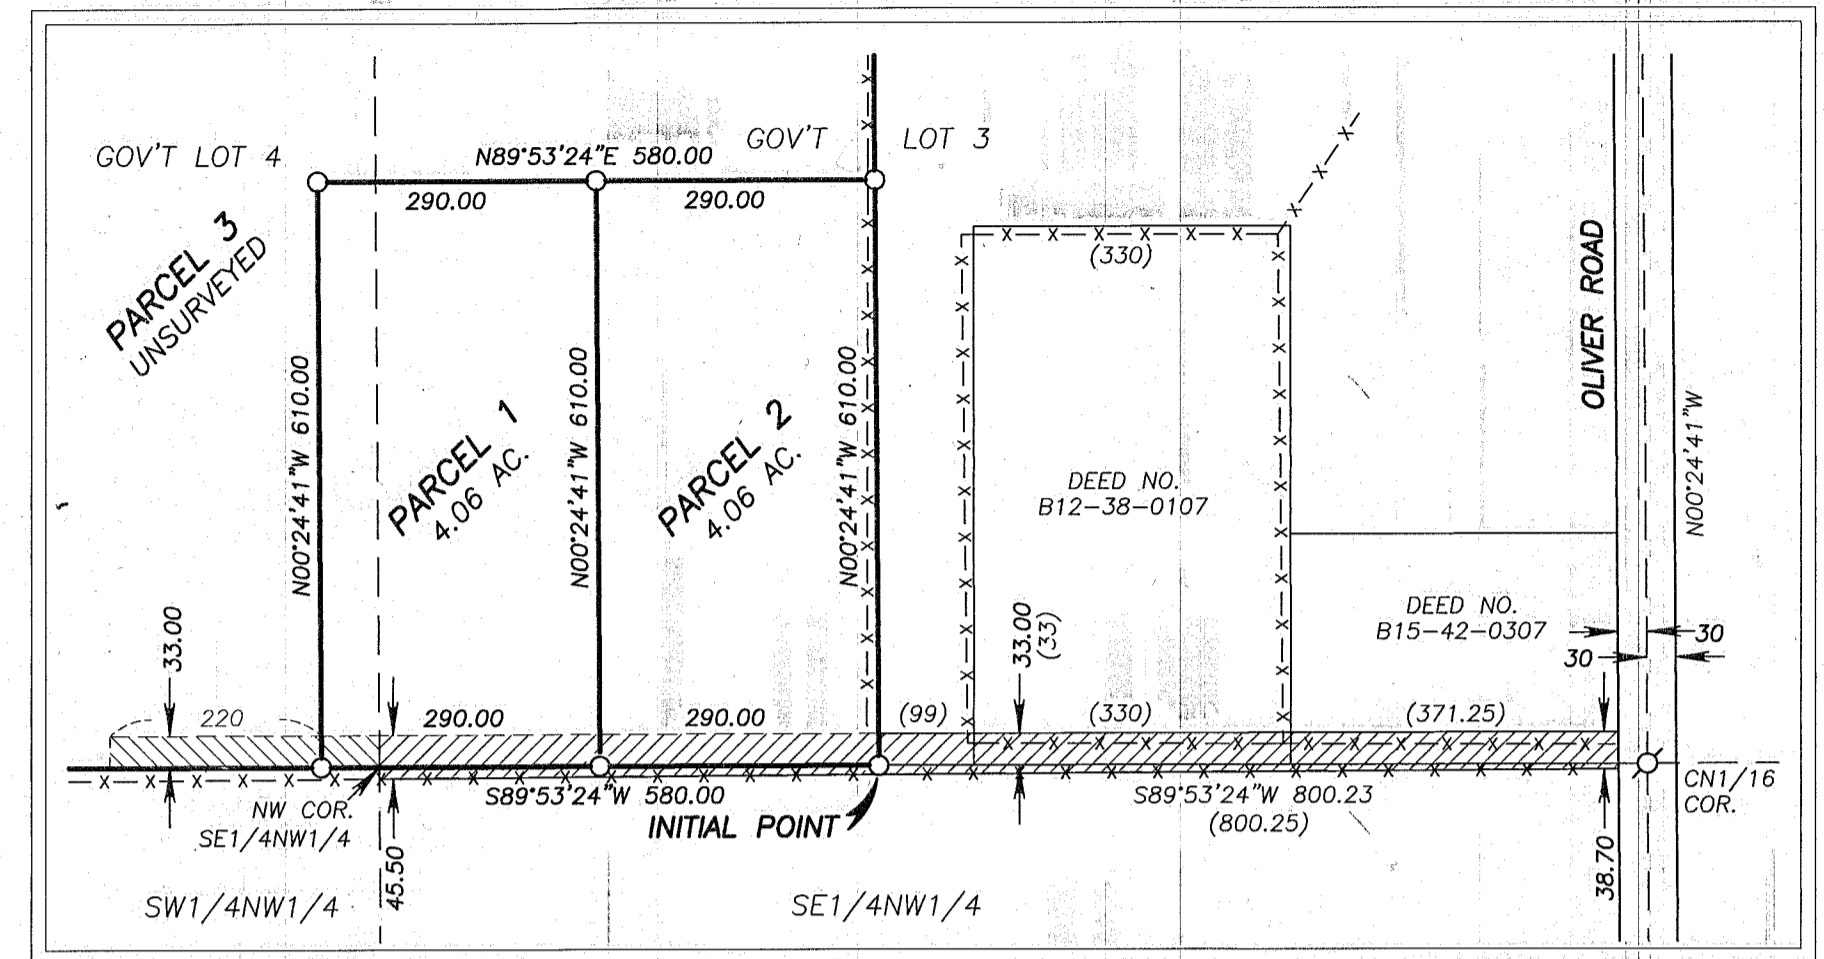 GOV'T LOT 4
N89°53'24"E 580.00
GOV'T LOT 3
290.00
290.00
PARCEL 3
UNSURVEYED
(330)
OLIVER ROAD
N00°24'41"W 610.00
PARCEL 1
4.06 AC.
N00°24'41"W 610.00
PARCEL 2
4.06 AC.
N00°24'41"W 610.00
DEED NO.
B12-38-0107
N00°24'41"W
DEED NO.
B15-42-0307
30
30
33.00
33.00
(33)
220
290.00
290.00
(99)
(330)
(371.25)
NW COR.
SE1/4NW1/4
S89°53'24"W 580.00
INITIAL POINT
S89°53'24"W 800.23
(800.25)
CN1/16
COR.
45.50
38.70
SW1/4NW1/4
SE1/4NW1/4